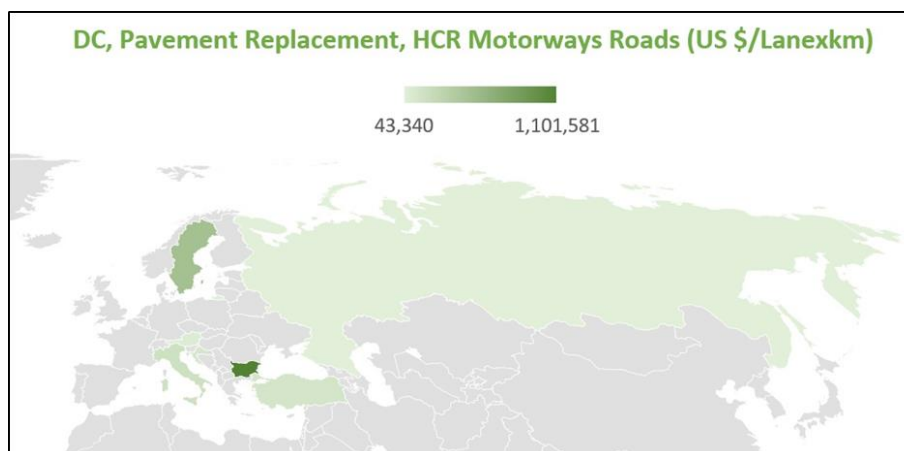 DC, Pavement Replacement, HCR Motorways Roads (US $/Lanexkm)
43,340 1,101,581